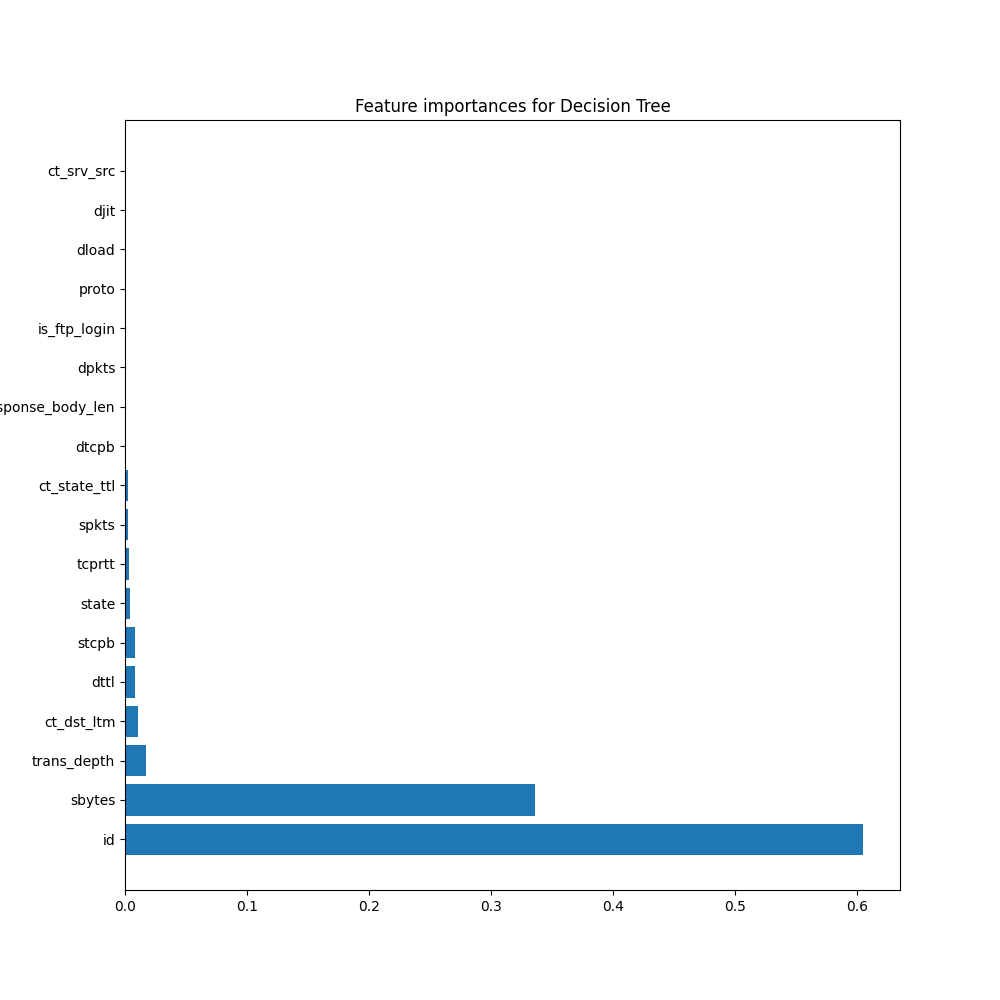 Feature importances for Decision Tree
ct_srv_src
djit
dload
proto
is_ftp_login
dpkts
sponse_body_len
dtcpb
ct_state_ttl
spkts
tcprtt
state
stcpb
dttl
ct_dst_ltm
trans_depth
sbytes
id
0.0 0.1 0.2 0.3 0.4 0.5 0.6